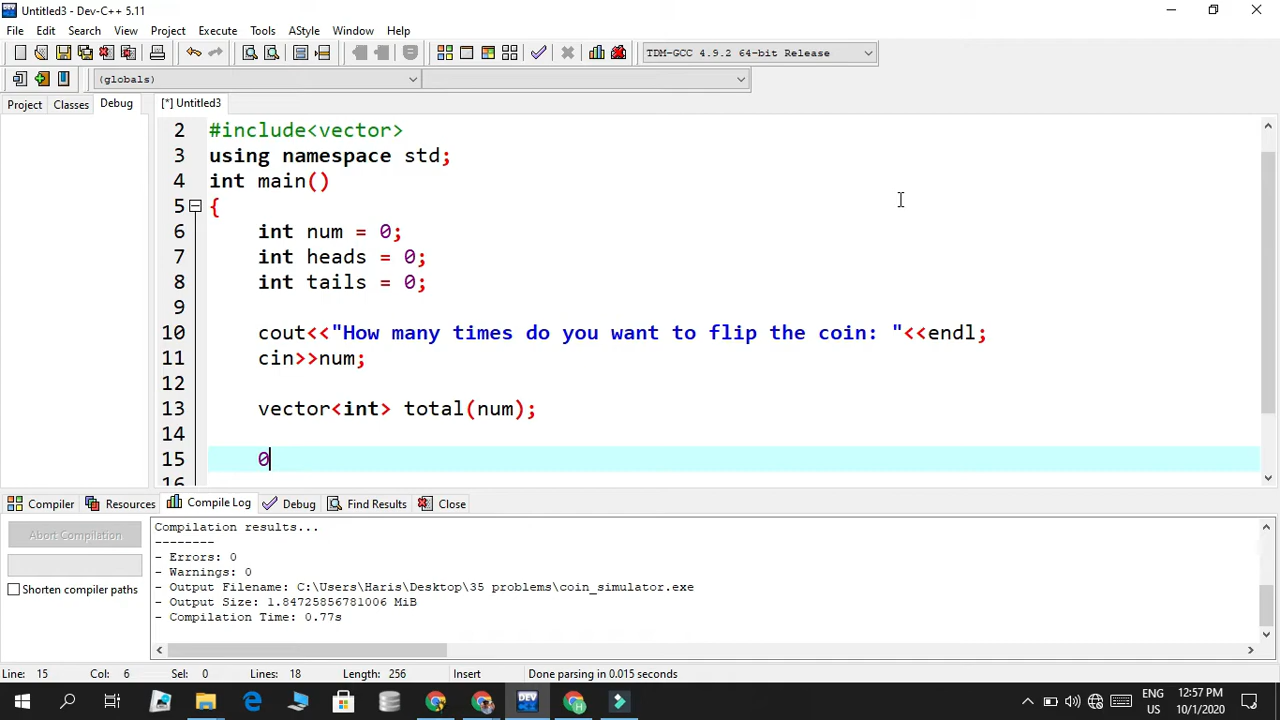 Untitled3 - Dev-C++ 5.11
File Edit Search View Project Execute Tools AStyle Window Help
TDM-GCC 4.9.2 64-bit Release
(globals)
Project Classes Debug [*] Untitled3
2 #include<vector>
3 using namespace std;
4 int main()
5 {
6 int num = 0;
7 int heads = 0;
8 int tails = 0;
9
10 cout<<"How many times do you want to flip the coin: "<<endl;
11 cin>>num;
12
13 vector<int> total(num);
14
15 0
16
Compiler Resources Compile Log Debug Find Results Close
Abort Compilation
Shorten compiler paths
Compilation results...
--------
- Errors: 0
- Warnings: 0
- Output Filename: C:\Users\Haris\Desktop\35 problems\coin_simulator.exe
- Output Size: 1.84725856781006 MiB
- Compilation Time: 0.77s
Line: 15 Col: 6 Sel: 0 Lines: 18 Length: 256 Insert Done parsing in 0.015 seconds
DEV
H
ENG
US
12:57 PM
10/1/2020